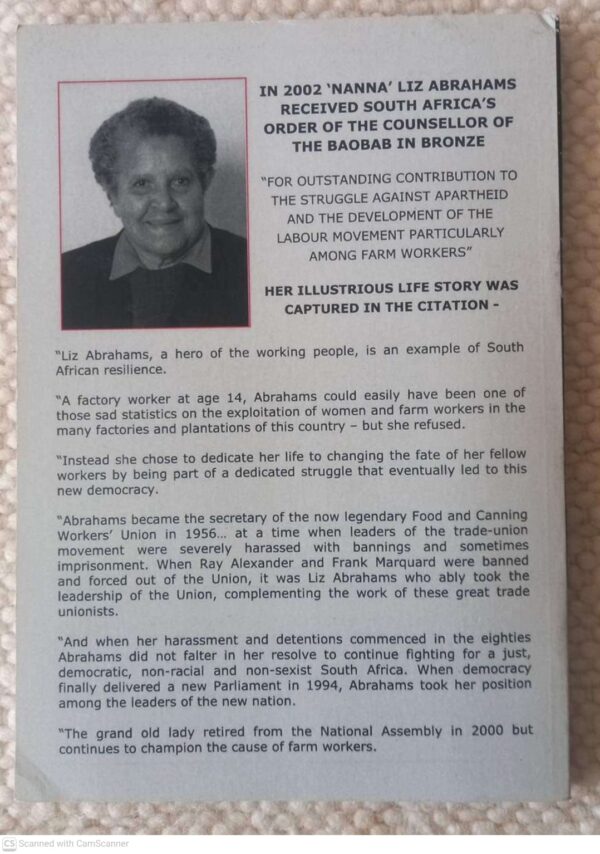 IN 2002 ‘NANNA’ LIZ ABRAHAMS
RECEIVED SOUTH AFRICA’S
ORDER OF THE COUNSELLOR OF
THE BAOBAB IN BRONZE
“FOR OUTSTANDING CONTRIBUTION TO
THE STRUGGLE AGAINST APARTHEID
AND THE DEVELOPMENT OF THE
LABOUR MOVEMENT PARTICULARLY
AMONG FARM WORKERS”
HER ILLUSTRIOUS LIFE STORY WAS
CAPTURED IN THE CITATION -
“Liz Abrahams, a hero of the working people, is an example of South
African resilience.
“A factory worker at age 14, Abrahams could easily have been one of
those sad statistics on the exploitation of women and farm workers in the
many factories and plantations of this country – but she refused.
“Instead she chose to dedicate her life to changing the fate of her fellow
workers by being part of a dedicated struggle that eventually led to this
new democracy.
“Abrahams became the secretary of the now legendary Food and Canning
Workers’ Union in 1956... at a time when leaders of the trade-union
movement were severely harassed with bannings and sometimes
imprisonment. When Ray Alexander and Frank Marquard were banned
and forced out of the Union, it was Liz Abrahams who ably took the
leadership of the Union, complementing the work of these great trade
unionists.
“And when her harassment and detentions commenced in the eighties
Abrahams did not falter in her resolve to continue fighting for a just,
democratic, non-racial and non-sexist South Africa. When democracy
finally delivered a new Parliament in 1994, Abrahams took her position
among the leaders of the new nation.
“The grand old lady retired from the National Assembly in 2000 but
continues to champion the cause of farm workers.
CS Scanned with CamScanner